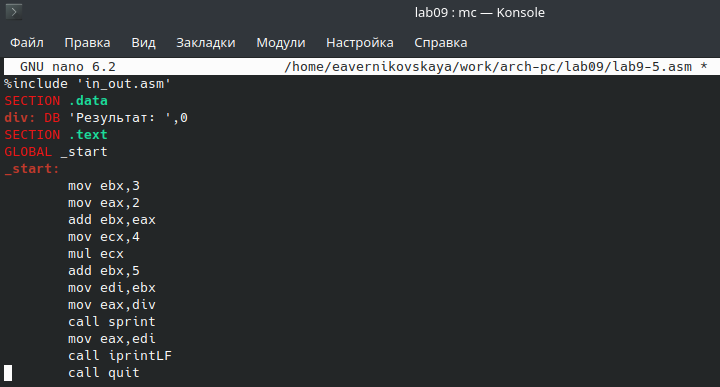 lab09 : mc — Konsole
Файл Правка Вид Закладки Модули Настройка Справка
GNU nano 6.2 /home/eavernikovskaya/work/arch-pc/lab09/lab9-5.asm *
%include 'in_out.asm'
SECTION .data
div: DB 'Результат: ',0
SECTION .text
GLOBAL _start
_start:
mov ebx,3
mov eax,2
add ebx,eax
mov ecx,4
mul ecx
add ebx,5
mov edi,ebx
mov eax,div
call sprint
mov eax,edi
call iprintLF
call quit